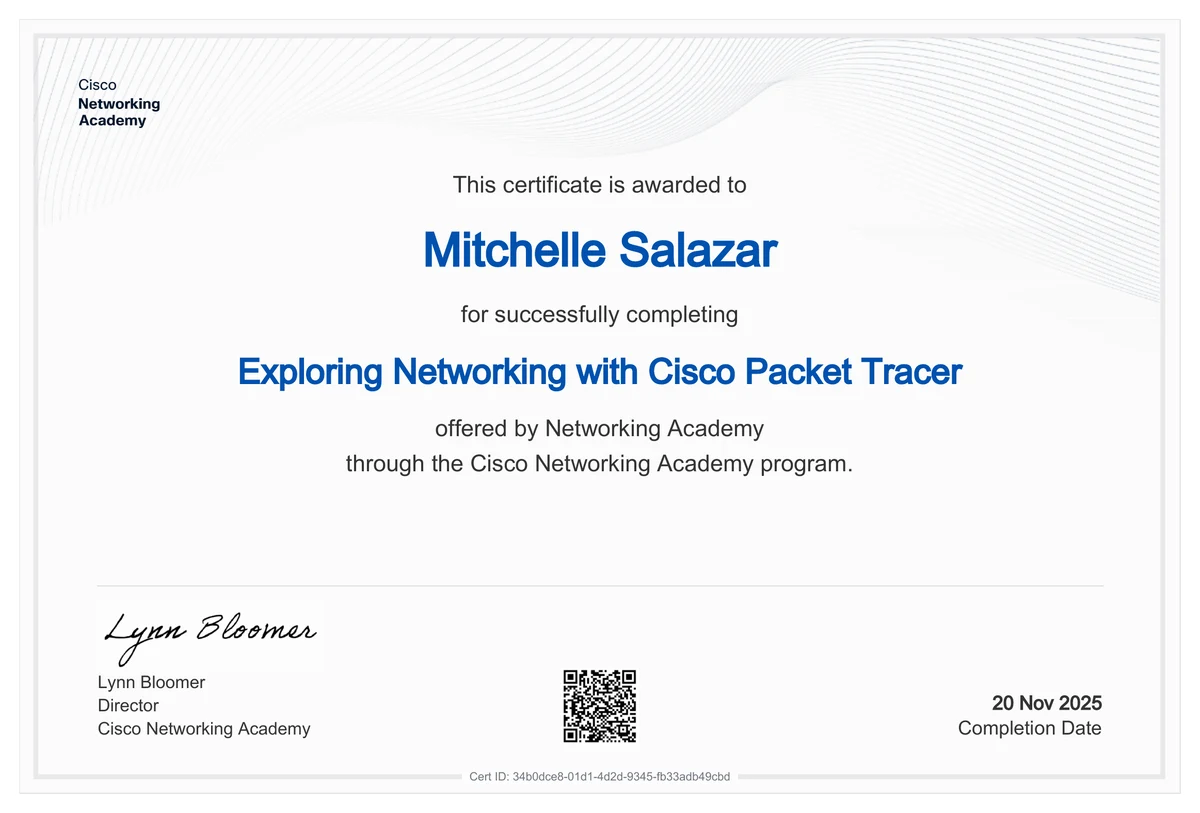 Cisco
Networking
Academy
This certificate is awarded to
Mitchelle Salazar
for successfully completing
Exploring Networking with Cisco Packet Tracer
offered by Networking Academy
through the Cisco Networking Academy program.
Lynn Bloomer
Lynn Bloomer
Director
Cisco Networking Academy
20 Nov 2025
Completion Date
Cert ID: 34b0dce8-01d1-4d2d-9345-fb33adb49cbd